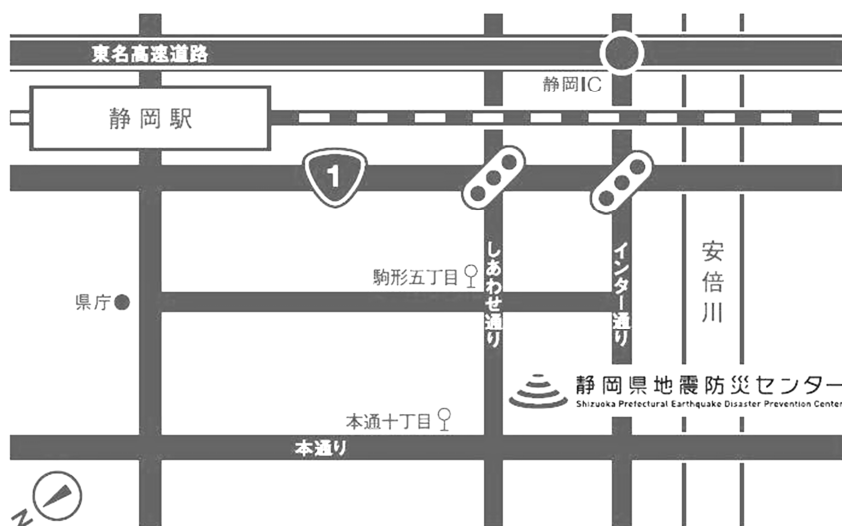 東名高速道路
静岡IC
静岡駅
1
しあわせ通り
インター通り
安倍川
駒形五丁目
県庁
静岡県地震防災センター
Shizuoka Prefectural Earthquake Disaster Prevention Center
本通十丁目
本通り
N